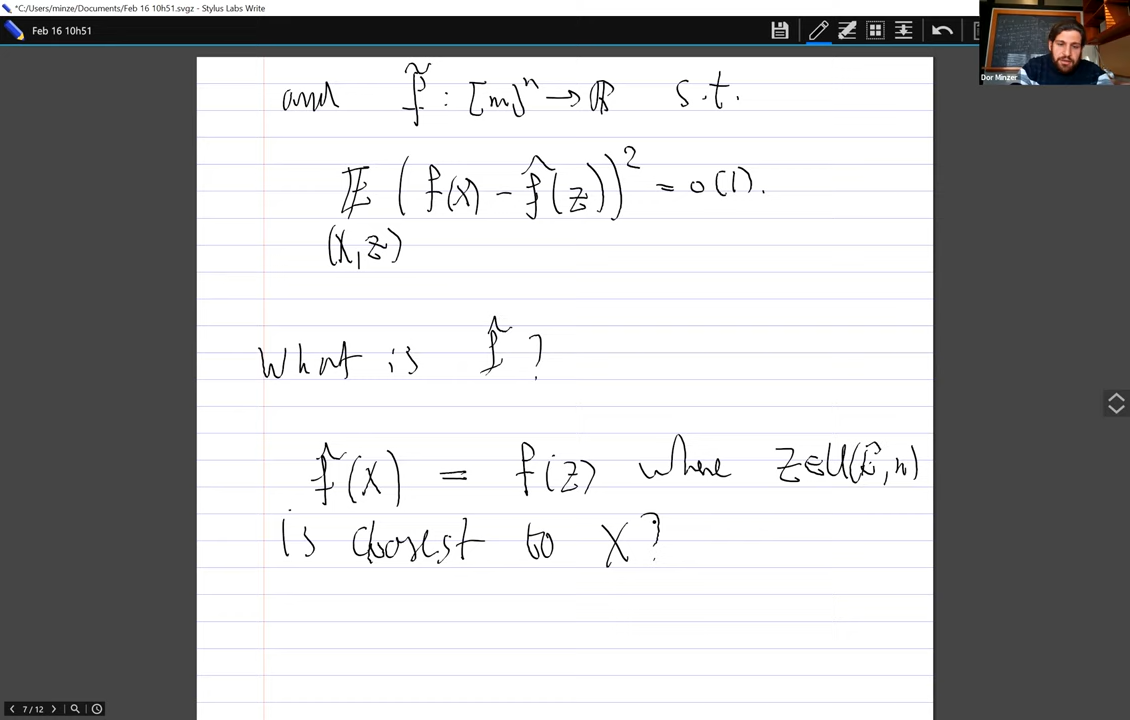 *C:/Users/minze/Documents/Feb 16 10h51.svgz - Stylus Labs Write
Feb 16 10h51
Dor Minzer
and f̃ : [m]ⁿ → ℝ s.t.
𝔼 (f(x) - f̃(z))² = o(1).
(x,z)
What is f̃ ?
f̃(x) = f(z) where
is closest to x?
7 / 12